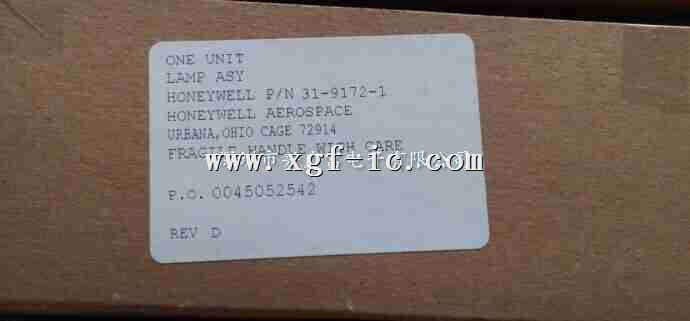 ONE UNIT
LAMP ASY
HONEYWELL P/N 31-9172-1
HONEYWELL AEROSPACE
URBANA, OHIO CAGE 72914
FRAGILE HANDLE WITH CARE
www.xgf-ic.com
P.O. 0045052542
REV D